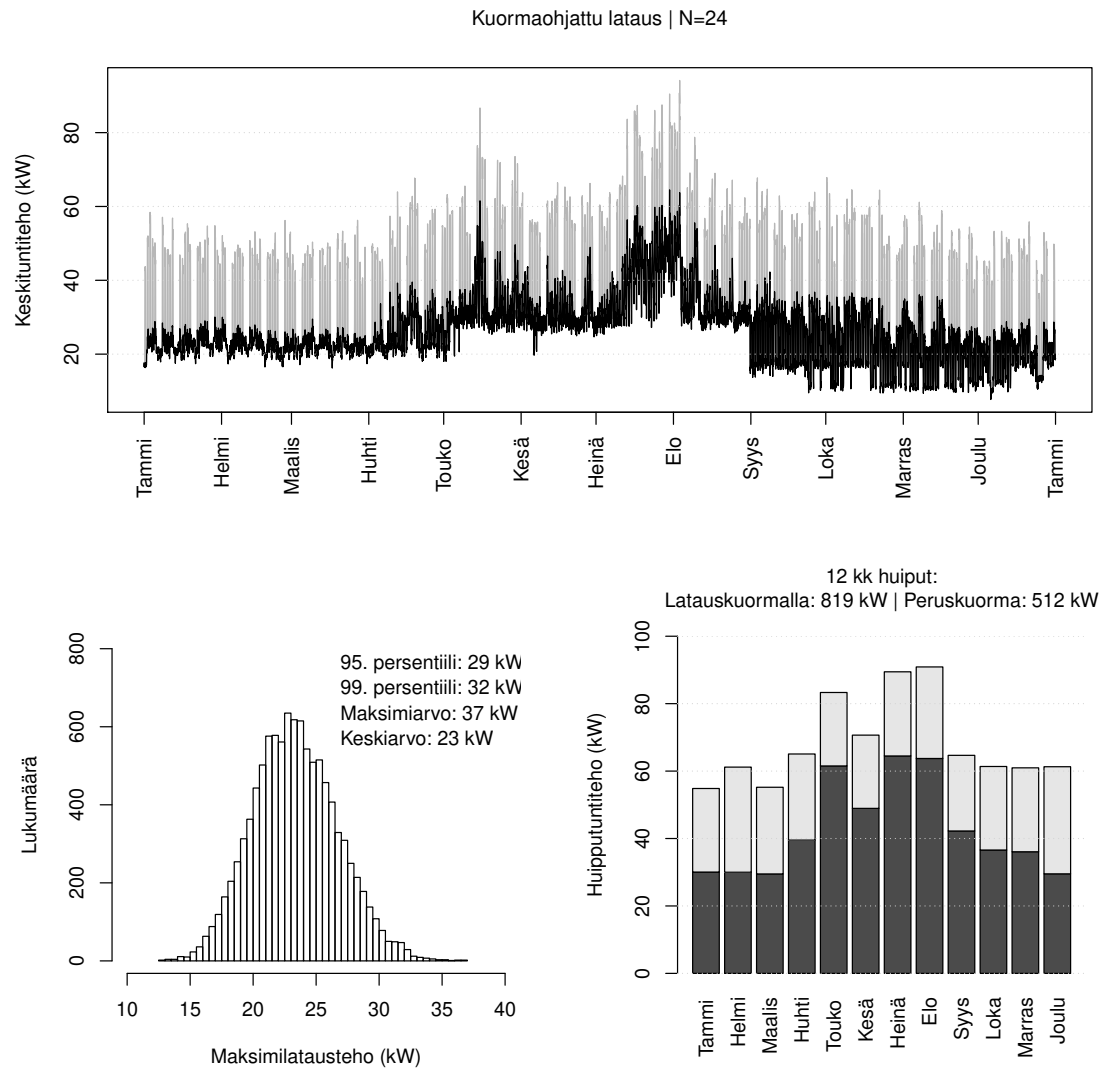 Kuormaohjattu lataus | N=24
Keskituntiteho (kW)
80
60
40
20
Tammi
Helmi
Maalis
Huhti
Touko
Kesä
Heinä
Elo
Syys
Loka
Marras
Joulu
Tammi
95. persentiili: 29 kW
99. persentiili: 32 kW
Maksimiarvo: 37 kW
Keskiarvo: 23 kW
Lukumäärä
800
600
400
200
0
10 15 20 25 30 35 40
Maksimilatausteho (kW)
12 kk huiput:
Latauskuormalla: 819 kW | Peruskuorma: 512 kW
Huipputuntiteho (kW)
100
80
60
40
20
0
Tammi
Helmi
Maalis
Huhti
Touko
Kesä
Heinä
Elo
Syys
Loka
Marras
Joulu